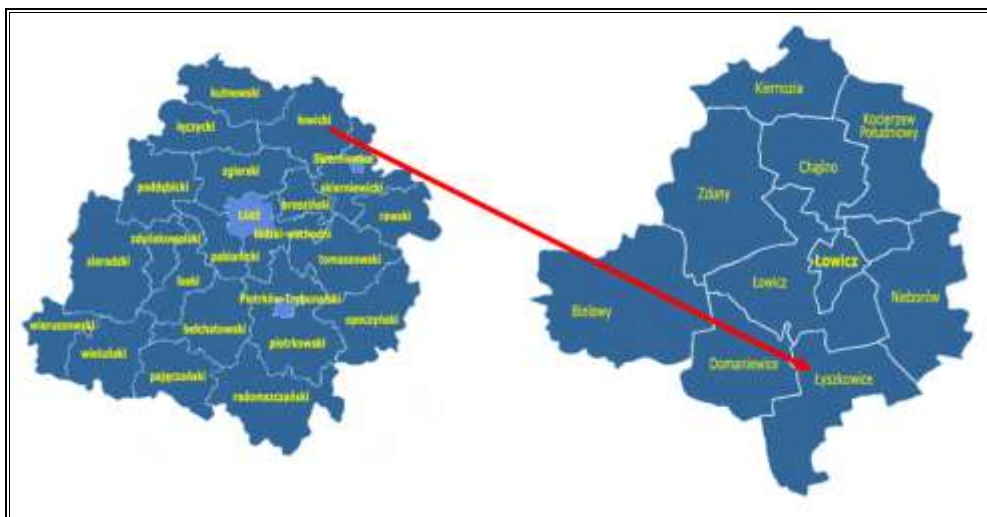 kutnowski
łęczycki
łowicki
Skierniewice
zgierski
skierniewicki
poddębicki
brzeziński
rawski
Łódź
łódzki-wschodni
zduńskowolski
pabianicki
tomaszowski
sieradzki
łaski
Piotrków-Trybunalski
opoczyński
wieruszowski
bełchatowski
piotrkowski
wieluński
pajęczański
radomszczański
Kiernozia
Kocierzew
Południowy
Chąśno
Zduny
Łowicz
Łowicz
Nieborów
Bielawy
Domaniewice
Łyszkowice